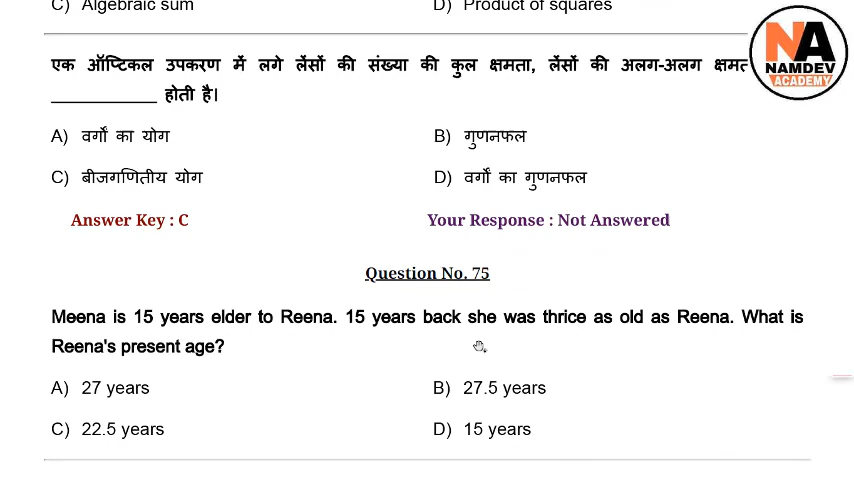 C) Algebraic sum D) Product of squares
एक ऑप्टिकल उपकरण में लगे लेंसों की संख्या की कुल क्षमता, लेंसों की अलग-अलग क्षमत
___________ होती है।
A) वर्गों का योग B) गुणनफल
C) बीजगणितीय योग D) वर्गों का गुणनफल
Answer Key : C Your Response : Not Answered
Question No. 75
Meena is 15 years elder to Reena. 15 years back she was thrice as old as Reena. What is
Reena's present age?
A) 27 years B) 27.5 years
C) 22.5 years D) 15 years
NA
NAMDEV
ACADEMY